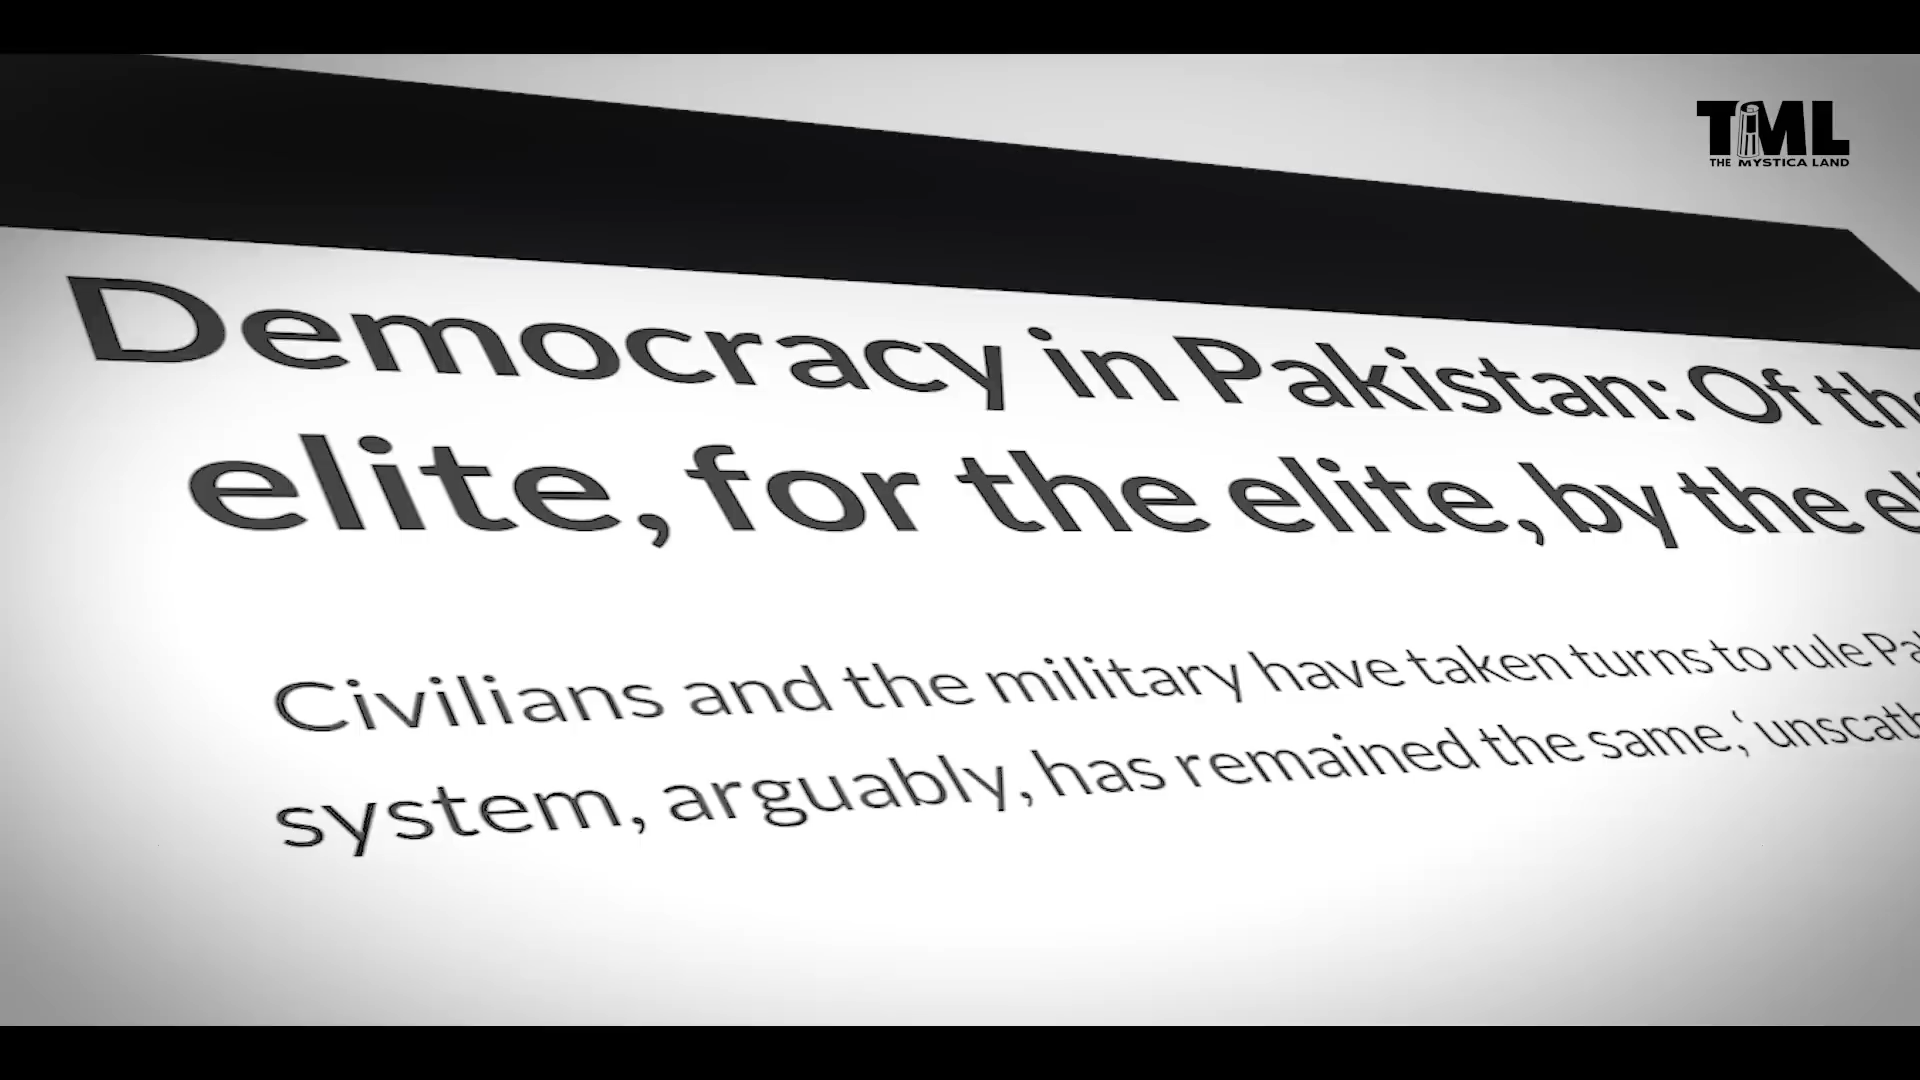 TML
THE MYSTICA LAND
Democracy in Pakistan: Of the
elite, for the elite, by the
Civilians and the military have taken turns to rule
system, arguably, has remained the same, ‘